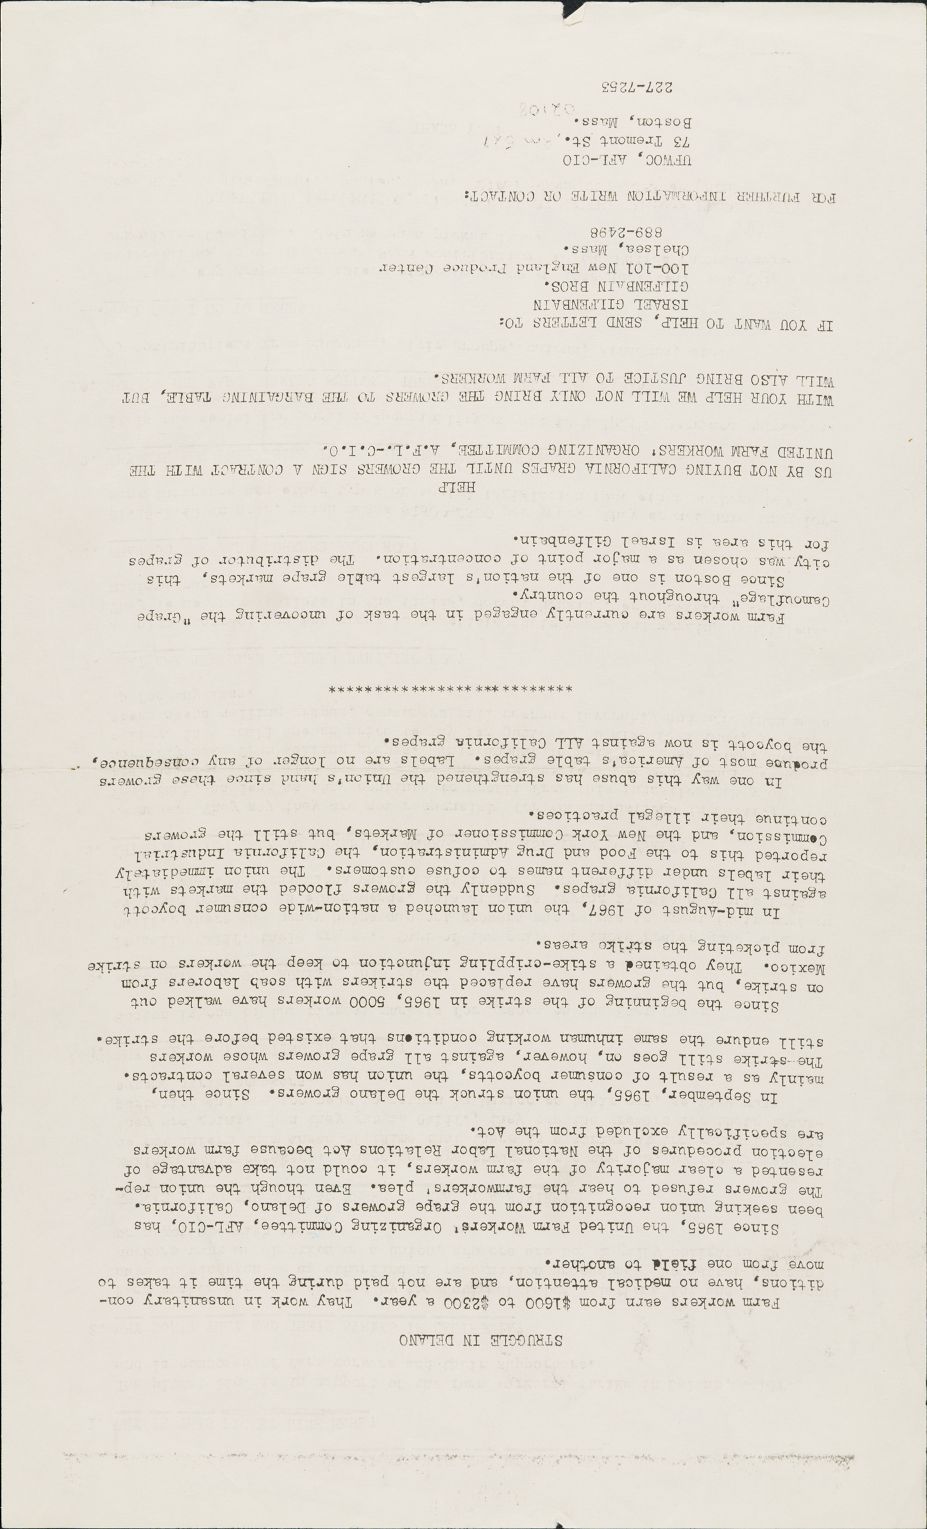 STRUGGLE IN DELANO
Farm workers earn from $1600 to $2300 a year. Thay work in unsanitary con-
ditions, have no medical attention, and are not paid during the time it takes to
move from one field to another.
Since 1965, the United Farm Workers' Organizing Committee, AFL-CIO, has
been seeking union recognition from the grape growers of Delano, California.
The growers refused to hear the farmworkers' plea. Even though the union rep-
resented a clear majority of the farm workers, it could not take advantage of
election procedures of the National Labor Relations Act because farm workers
are specifically excluded from the Act.
In September, 1965, the union struck the Delano growers. Since then,
mainly as a result of consumer boycotts, the union has won several contracts.
The strike still goes on, however, against all grape growers whose workers
still endure the same inhuman working conditions that existed before the strike.
Since the beginning of the strike in 1965, 5000 workers have walked out
on strike, but the growers have replaced the strikers with scab laborers from
Mexico. They obtained a stike-crippling injunction to keep the workers on strike
from picketing the strike areas.
In mid-August of 1967, the union launched a nation-wide consumer boycott
against all California grapes. Suddenly the growers flooded the markets with
their labels under different names to cofuse customers. The union immediately
reported this to the Food and Drug Administration, the California Industrial
Commission, and the New York Commissioner of Markets, but still the growers
continue their illegal practices.
In one way this abuse has strengthened the Union's hand since these growers
produce most of America's table grapes. Labels are no longer of any consequence,
the boycott is now against ALL California grapes.
***************************
Farm workers are currently engaged in the task of uncovering the "Grape
Camouflage" throughout the country.
Since Boston is one of the nation's largest table grape markets, this
city was chosen as a major point of concentration. The distributor of grapes
for this area is Israel Gilfenbain.
HELP
US BY NOT BUYING CALIFORNIA GRAPES UNTIL THE GROWERS SIGN A CONTRACT WITH THE
UNITED FARM WORKERS' ORGANIZING COMMITTEE, A.F.L.-C.I.O.
WITH YOUR HELP WE WILL NOT ONLY BRING THE GROWERS TO THE BARGAINING TABLE, BUT
WILL ALSO BRING JUSTICE TO ALL FARM WORKERS.
IF YOU WANT TO HELP, SEND LETTERS TO:
ISRAEL GILFENBAIN
GILFENBAIN BROS.
100-101 New England Produce Center
Chelsea, Mass.
889-2498
FOR FURTHER INFORMATION WRITE OR CONTACT:
UFWOC, AFL-CIO
73 Tremont St.,
Boston, Mass.
02108
227-7253